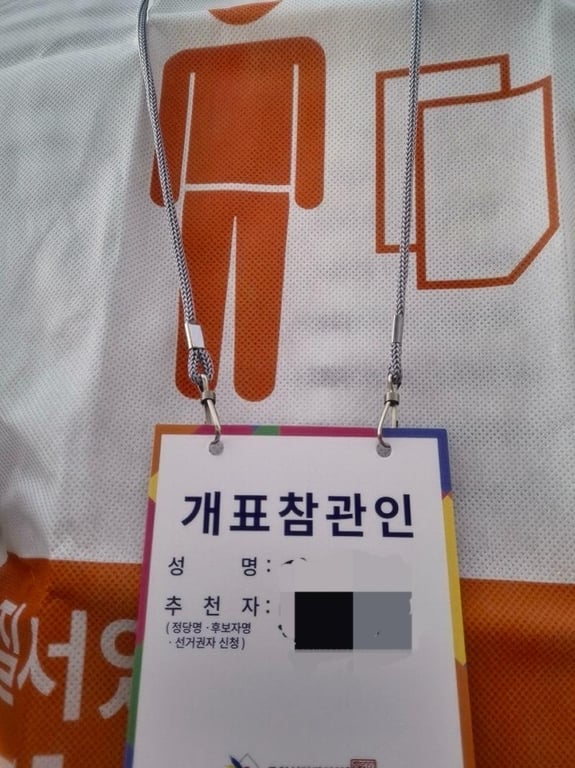 개표참관인
성 명 :
추 천 자 :
( 정당명 · 후보자명
· 선거권자 신청 )